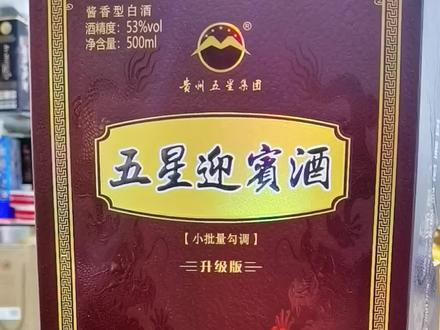 酱香型白酒
酒精度：53%vol
净含量：500ml
贵州五星集团
五星迎賓酒
【小批量勾调】
升级版